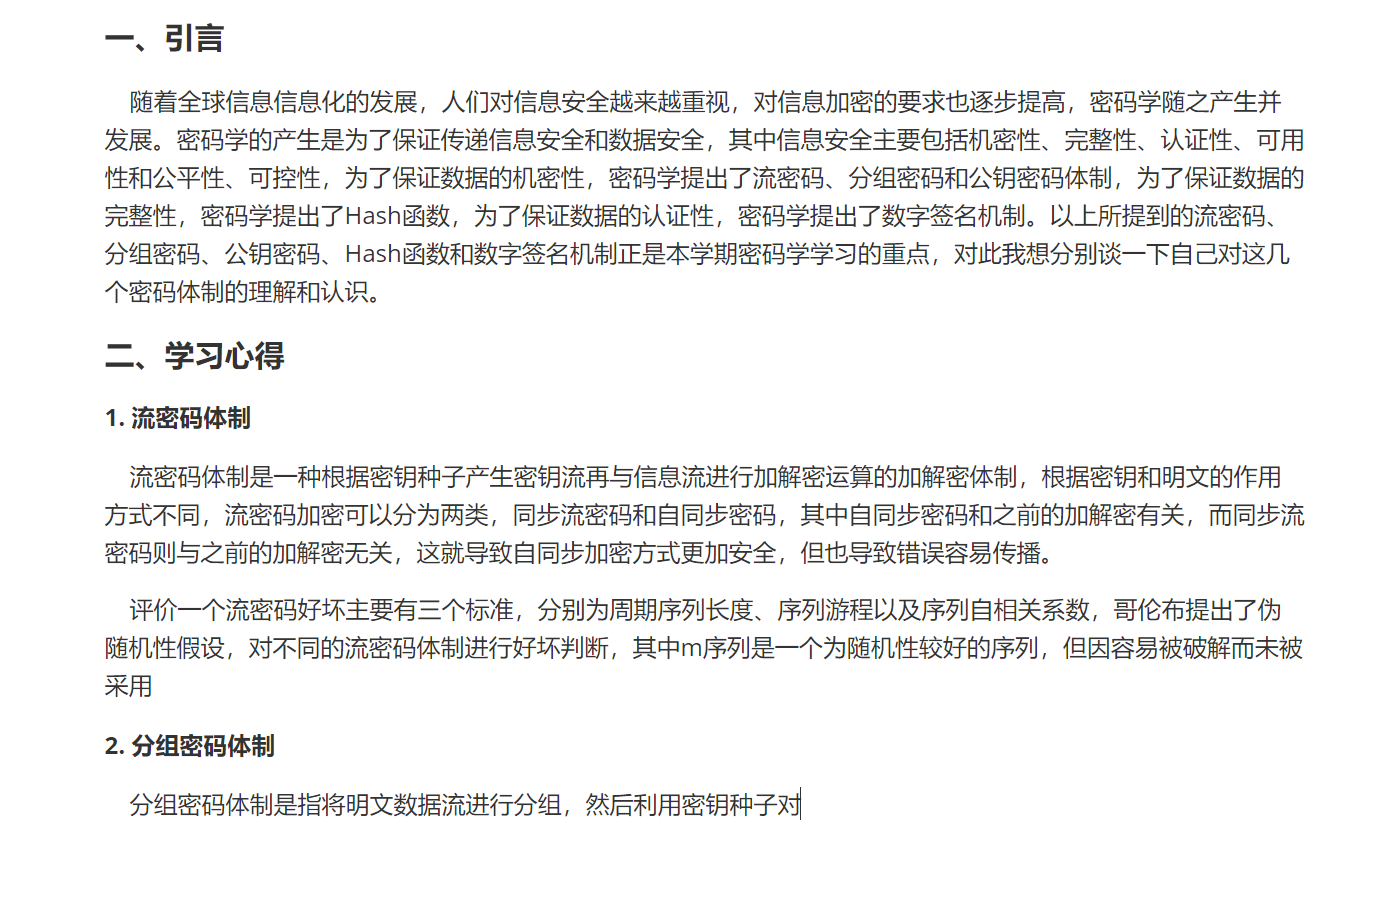 一、引言
随着全球信息信息化的发展，人们对信息安全越来越重视，对信息加密的要求也逐步提高，密码学随之产生并
发展。密码学的产生是为了保证传递信息安全和数据安全，其中信息安全主要包括机密性、完整性、认证性、可用
性和公平性、可控性，为了保证数据的机密性，密码学提出了流密码、分组密码和公钥密码体制，为了保证数据的
完整性，密码学提出了Hash函数，为了保证数据的认证性，密码学提出了数字签名机制。以上所提到的流密码、
分组密码、公钥密码、Hash函数和数字签名机制正是本学期密码学学习的重点，对此我想分别谈一下自己对这几
个密码体制的理解和认识。
二、学习心得
1. 流密码体制
流密码体制是一种根据密钥种子产生密钥流再与信息流进行加解密运算的加解密体制，根据密钥和明文的作用
方式不同，流密码加密可以分为两类，同步流密码和自同步密码，其中自同步密码和之前的加解密有关，而同步流
密码则与之前的加解密无关，这就导致自同步加密方式更加安全，但也导致错误容易传播。
评价一个流密码好坏主要有三个标准，分别为周期序列长度、序列游程以及序列自相关系数，哥伦布提出了伪
随机性假设，对不同的流密码体制进行好坏判断，其中m序列是一个为随机性较好的序列，但因容易被破解而未被
采用
2. 分组密码体制
分组密码体制是指将明文数据流进行分组，然后利用密钥种子对